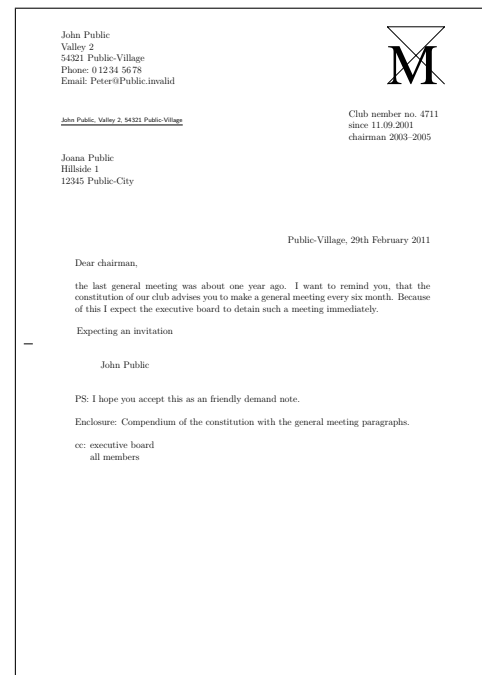 John Public
Valley 2
54321 Public-Village
Phone: 0 12 34 56 78
Email: Peter@Public.invalid
M
John Public, Valley 2, 54321 Public-Village
Club nember no. 4711
since 11.09.2001
chairman 2003–2005
Joana Public
Hillside 1
12345 Public-City
Public-Village, 29th February 2011
Dear chairman,
the last general meeting was about one year ago. I want to remind you, that the
constitution of our club advises you to make a general meeting every six month. Because
of this I expect the executive board to detain such a meeting immediately.
Expecting an invitation
John Public
PS: I hope you accept this as an friendly demand note.
Enclosure: Compendium of the constitution with the general meeting paragraphs.
cc: executive board
all members